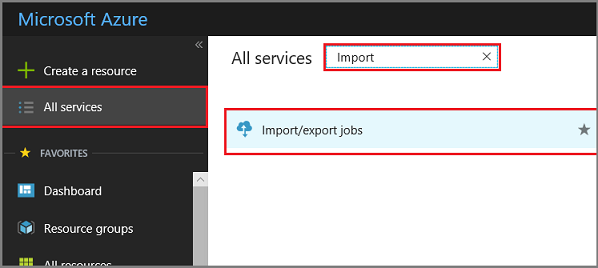 Microsoft Azure
Create a resource
All services
FAVORITES
Dashboard
Resource groups
All resources
All services
Import
Import/export jobs